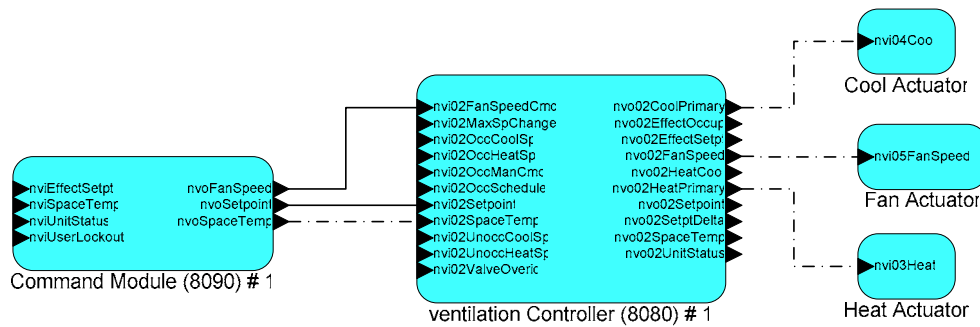 nviEffectSetpt
nviSpaceTemp
nviUnitStatus
nviUserLockout
nvoFanSpeed
nvoSetpoint
nvoSpaceTemp
Command Module (8090) # 1
nvi02FanSpeedCmd
nvi02MaxSpChange
nvi02OccCoolSp
nvi02OccHeatSp
nvi02OccManCmd
nvi02OccSchedule
nvi02Setpoint
nvi02SpaceTemp
nvi02UnoccCoolSp
nvi02UnoccHeatSp
nvi02ValveOverid
nvo02CoolPrimary
nvo02EffectOccup
nvo02EffectSetpt
nvo02FanSpeed
nvo02HeatCool
nvo02HeatPrimary
nvo02Setpoint
nvo02SetptDelta
nvo02SpaceTemp
nvo02UnitStatus
ventilation Controller (8080) # 1
nvi04Coo
Cool Actuator
nvi05FanSpeed
Fan Actuator
nvi03Heat
Heat Actuator